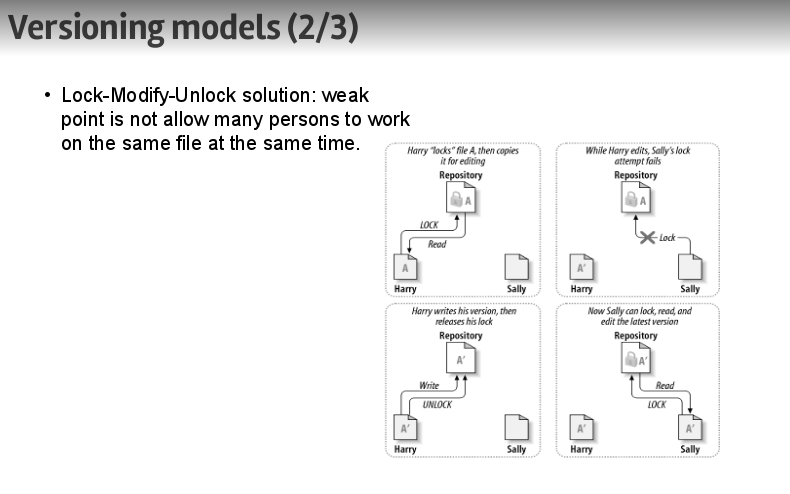 Versioning models (2/3)
• Lock-Modify-Unlock solution: weak
point is not allow many persons to work
on the same file at the same time.
Harry "locks" file A, then copies
it for editing
Repository
A
LOCK
Read
A
Harry
Sally
While Harry edits, Sally's lock
attempt fails
Repository
A
Lock
A'
Harry
Sally
Harry writes his version, then
releases his lock
Repository
A'
Write
UNLOCK
A'
Harry
Sally
Now Sally can lock, read, and
edit the latest version
Repository
A'
Read
LOCK
A'
A'
Harry
Sally